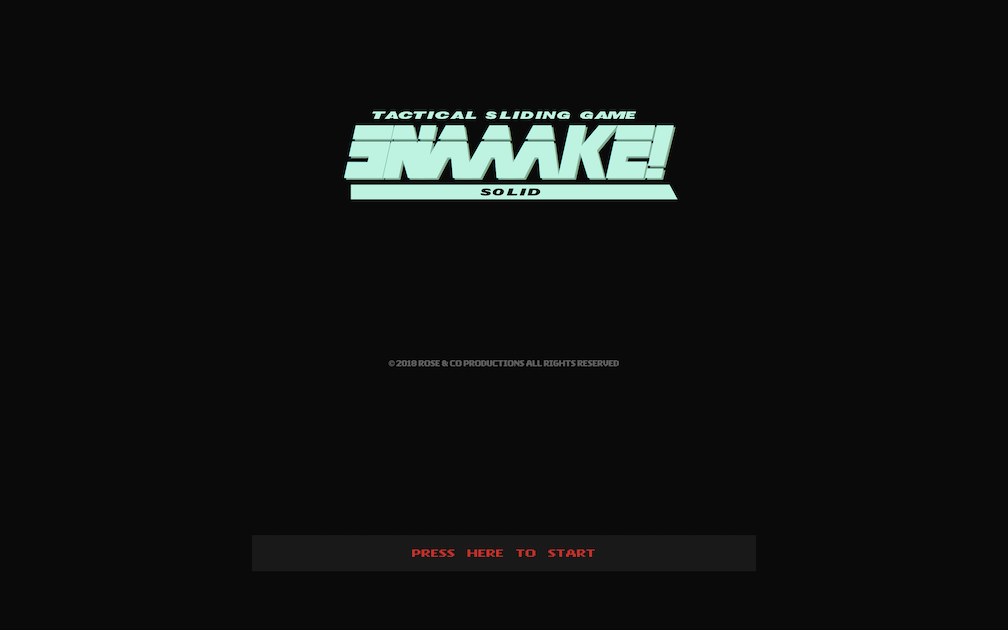 TACTICAL SLIDING GAME
SNAAAKE!
SOLID
© 2018 ROSE & CO PRODUCTIONS ALL RIGHTS RESERVED
PRESS HERE TO START